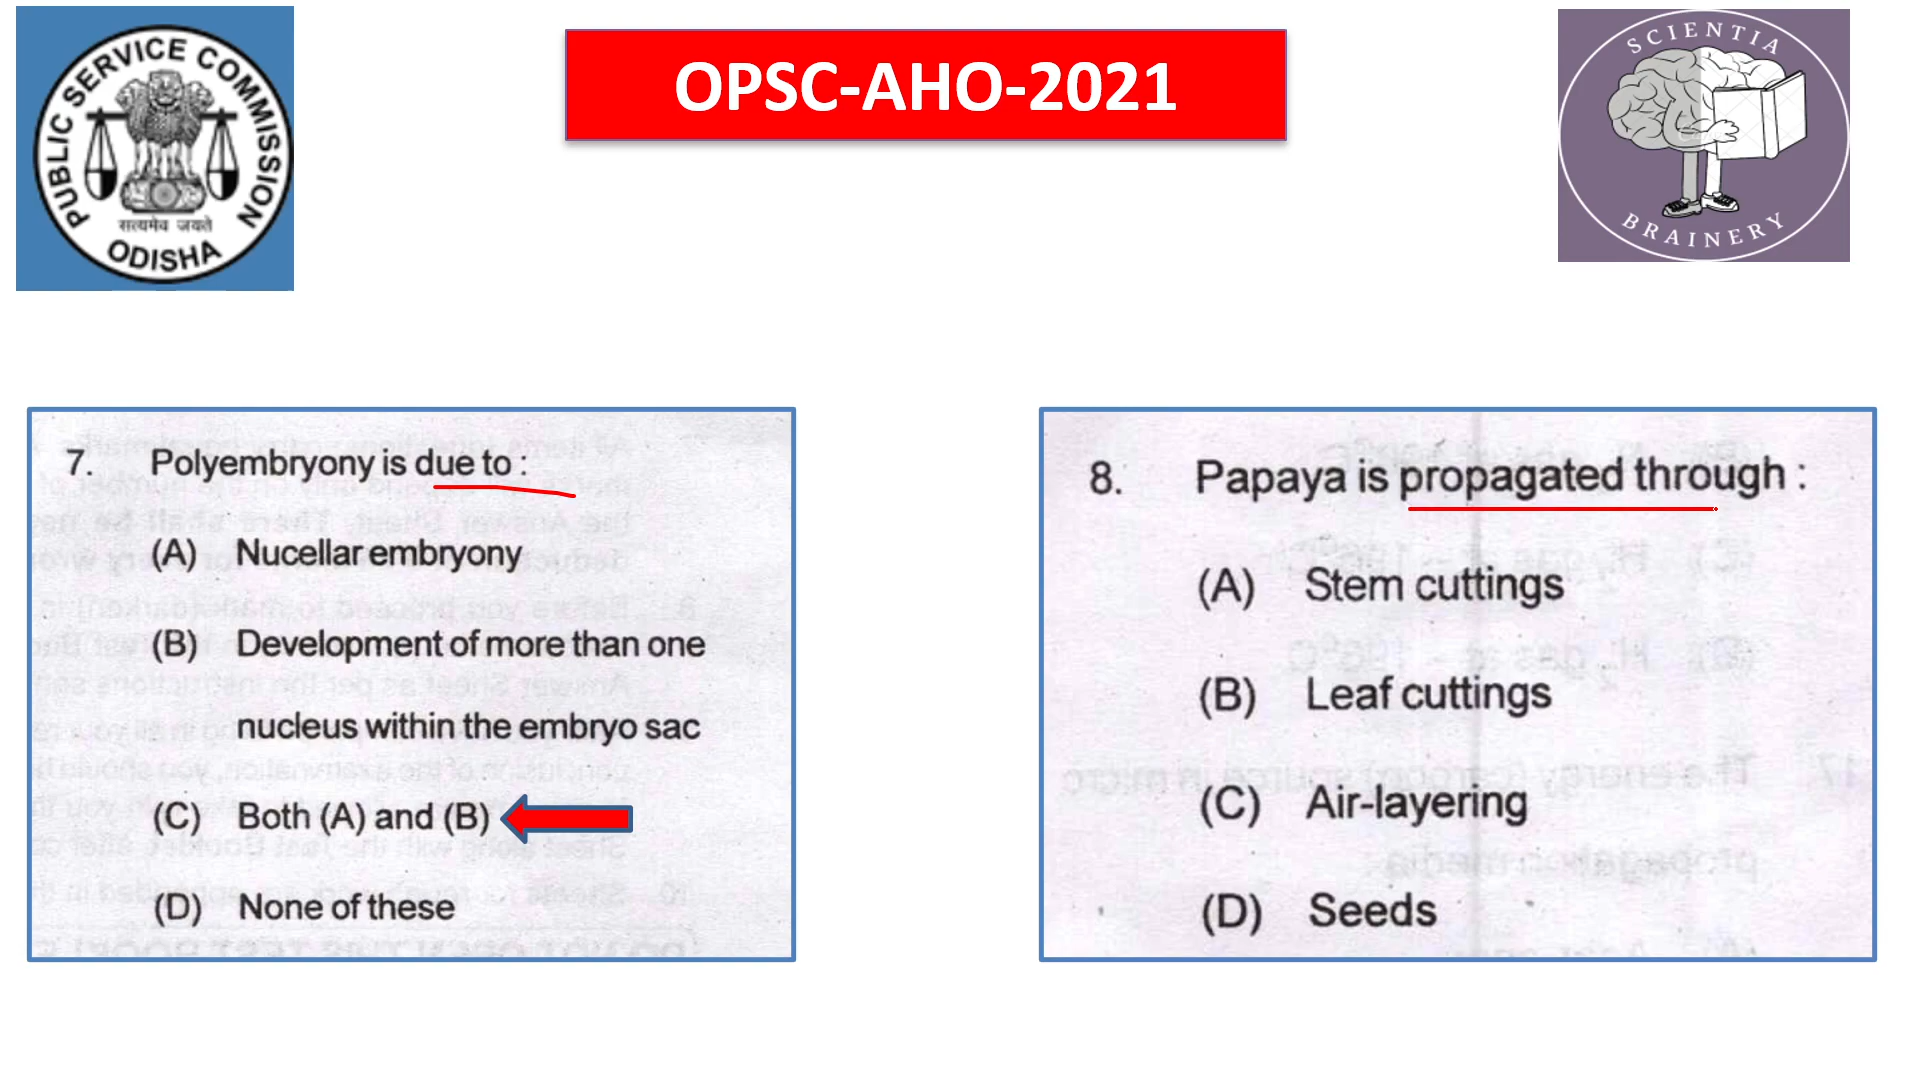 PUBLIC SERVICE COMMISSION
सत्यमेव जयते
ODISHA
OPSC-AHO-2021
SCIENTIA
BRAINERY
7. Polyembryony is due to :
(A) Nucellar embryony
(B) Development of more than one
nucleus within the embryo sac
(C) Both (A) and (B)
(D) None of these
8. Papaya is propagated through :
(A) Stem cuttings
(B) Leaf cuttings
(C) Air-layering
(D) Seeds